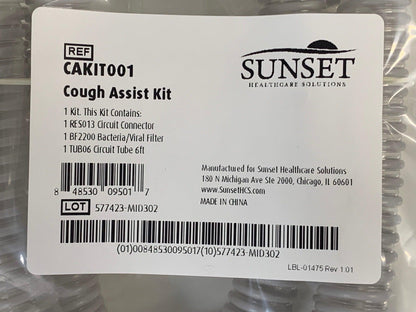 REF
CAKIT001
Cough Assist Kit
1 Kit. This Kit Contains:
1 RES013 Circuit Connector
1 BF2200 Bacteria/Viral Filter
1 TUB06 Circuit Tube 6ft
8 48530 09501 7
LOT 577423-MID302
SUNSET
HEALTHCARE SOLUTIONS
Manufactured for Sunset Healthcare Solutions
180 N Michigan Ave Ste 2000, Chicago, IL 60601
www.SunsetHCS.com
MADE IN CHINA
(01)00848530095017(10)577423-MID302
LBL-01475 Rev 1.01